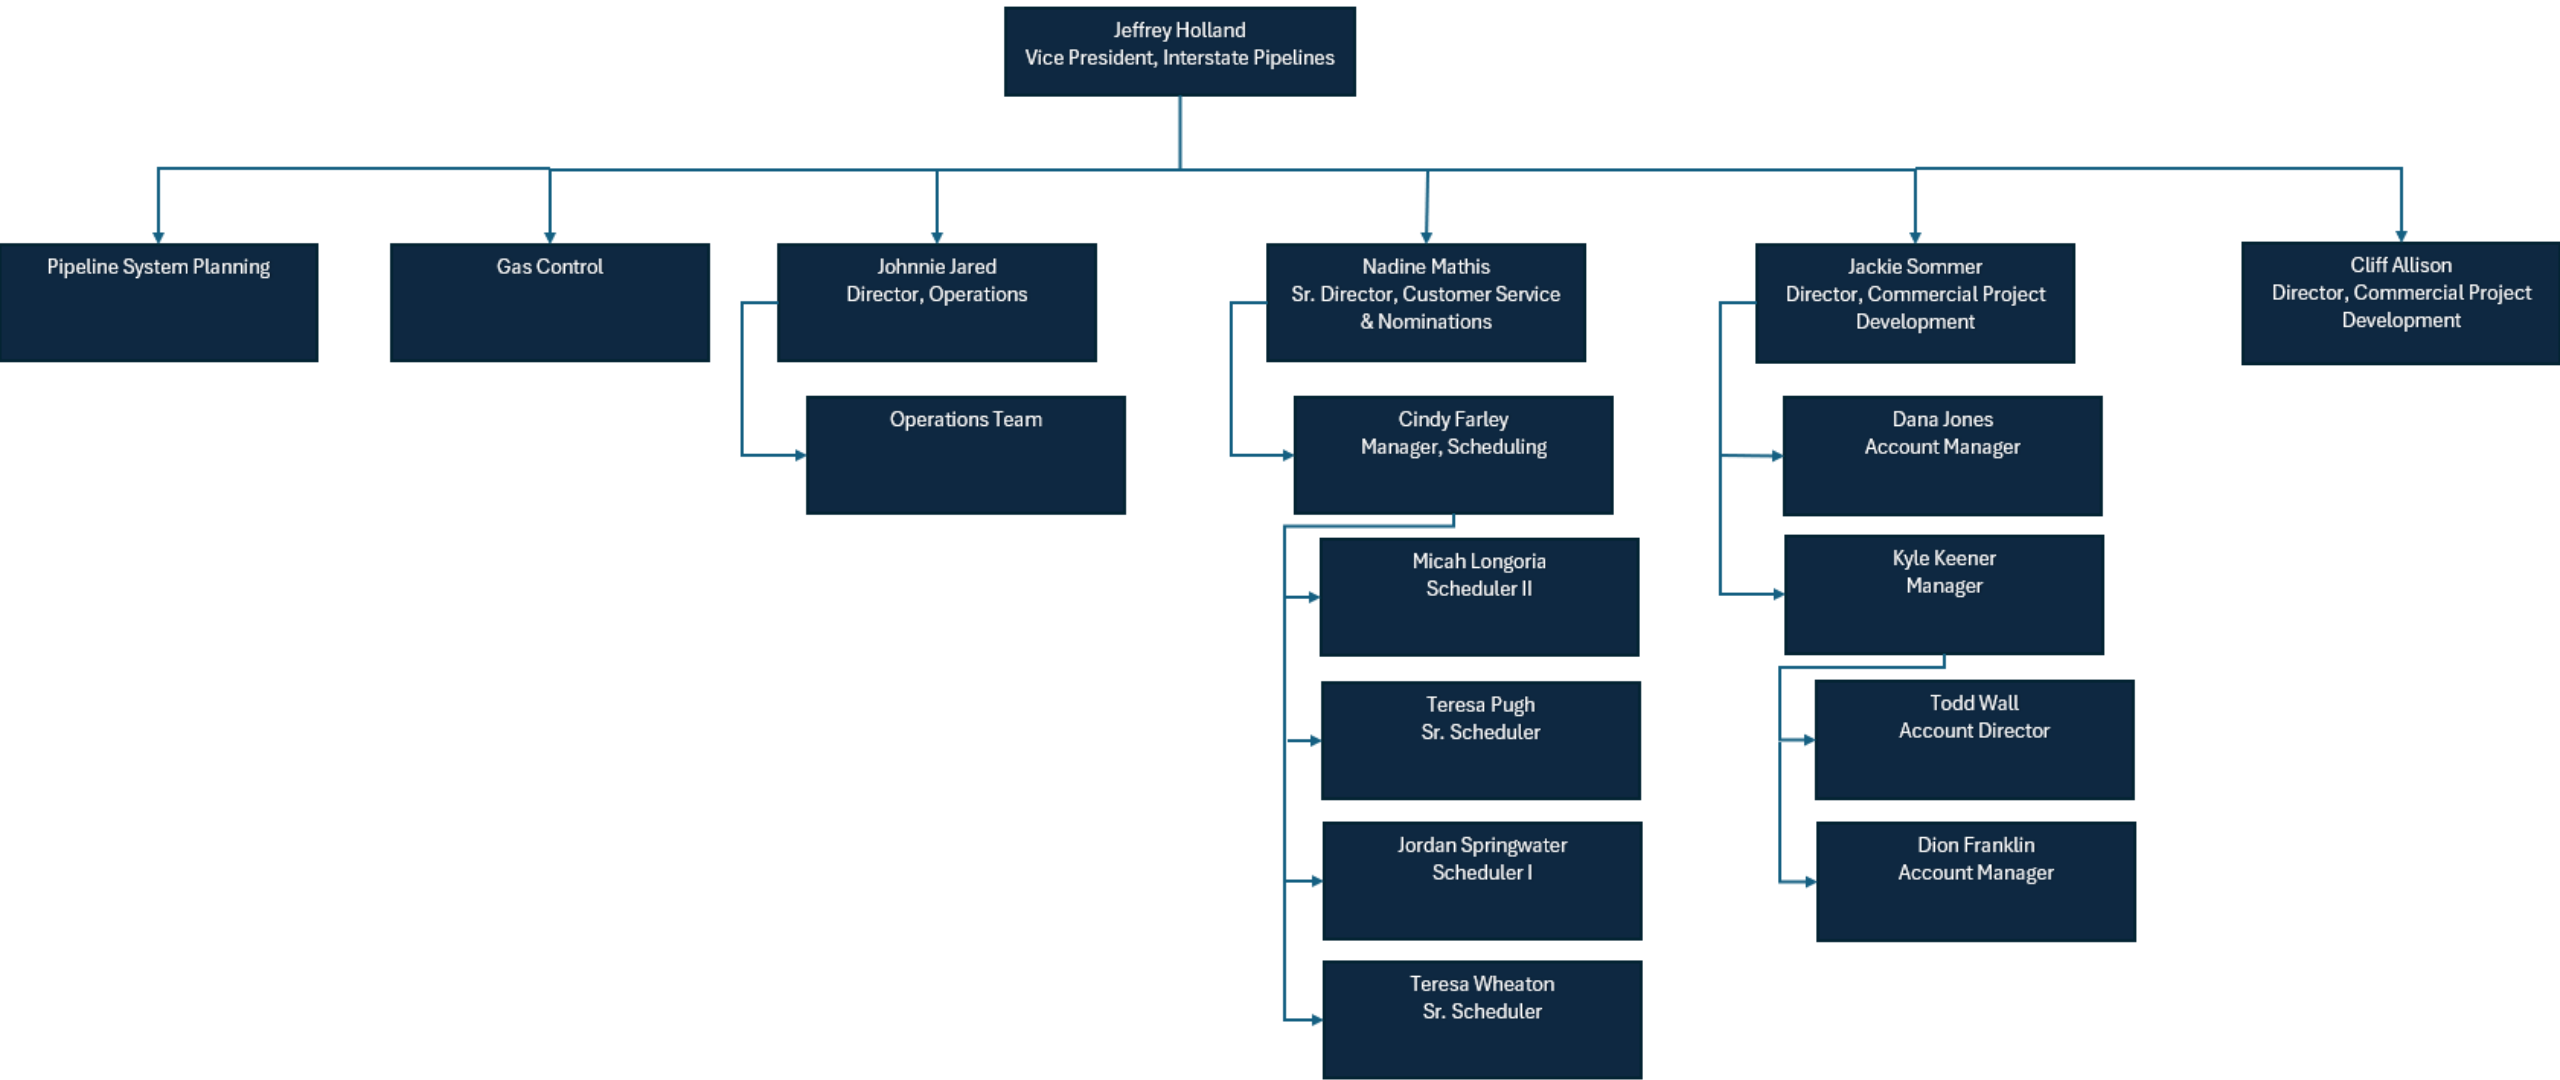 Jeffrey Holland
Vice President, Interstate Pipelines
Pipeline System Planning
Gas Control
Johnnie Jared
Director, Operations
Nadine Mathis
Sr. Director, Customer Service
& Nominations
Jackie Sommer
Director, Commercial Project
Development
Cliff Allison
Director, Commercial Project
Development
Operations Team
Cindy Farley
Manager, Scheduling
Dana Jones
Account Manager
Micah Longoria
Scheduler II
Kyle Keener
Manager
Teresa Pugh
Sr. Scheduler
Todd Wall
Account Director
Jordan Springwater
Scheduler I
Dion Franklin
Account Manager
Teresa Wheaton
Sr. Scheduler